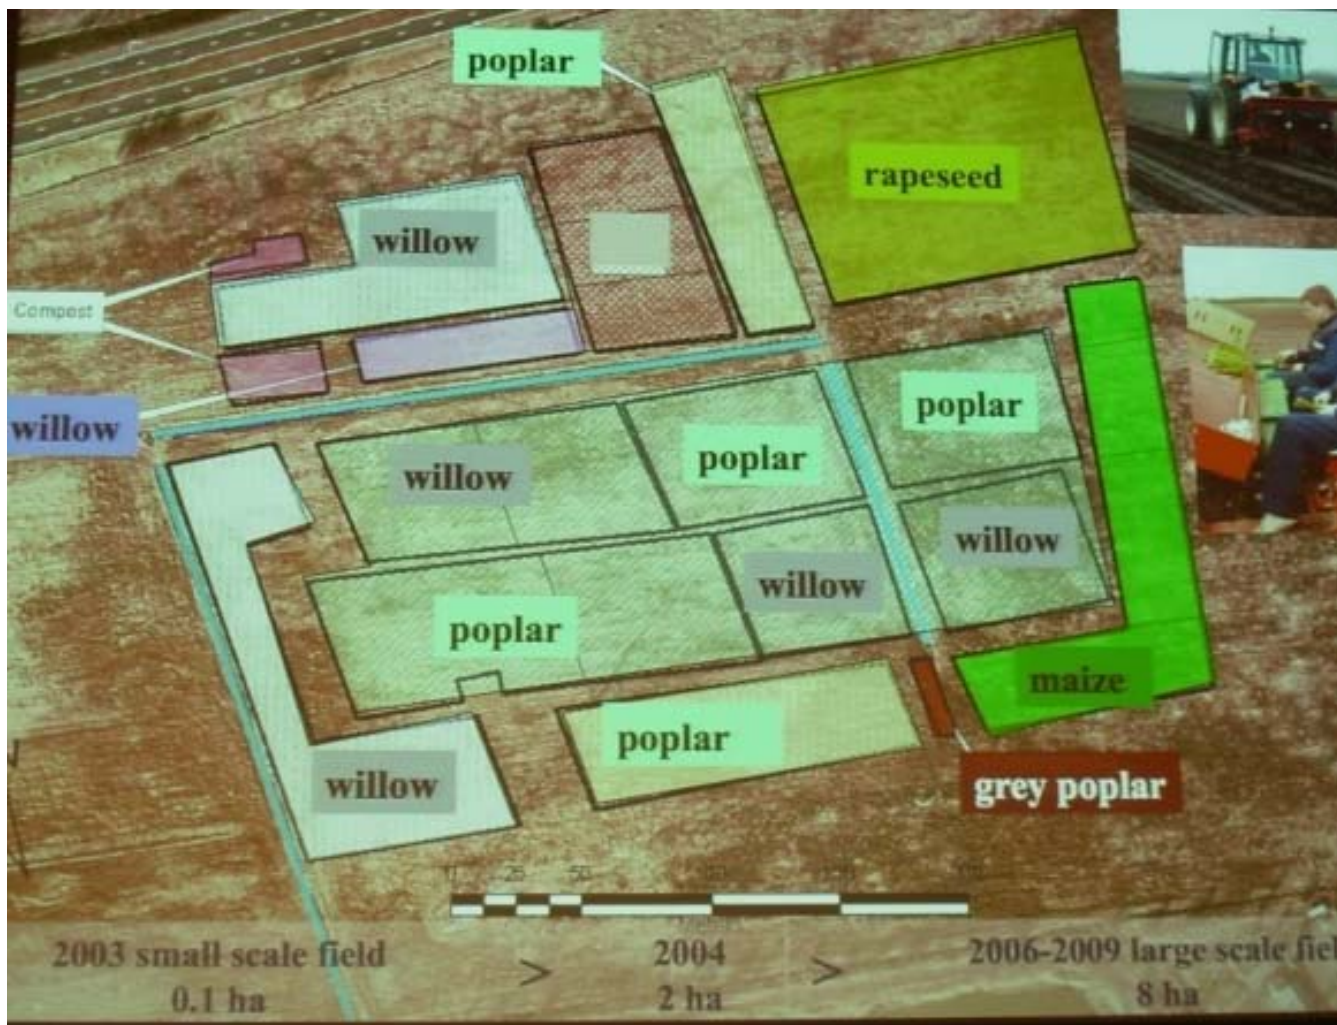 poplar
rapeseed
willow
Compost
willow
poplar
willow
poplar
willow
willow
poplar
maize
poplar
willow
grey poplar
25 50
2003 small scale field > 2004 > 2006-2009 large scale
0.1 ha 2 ha 8 ha